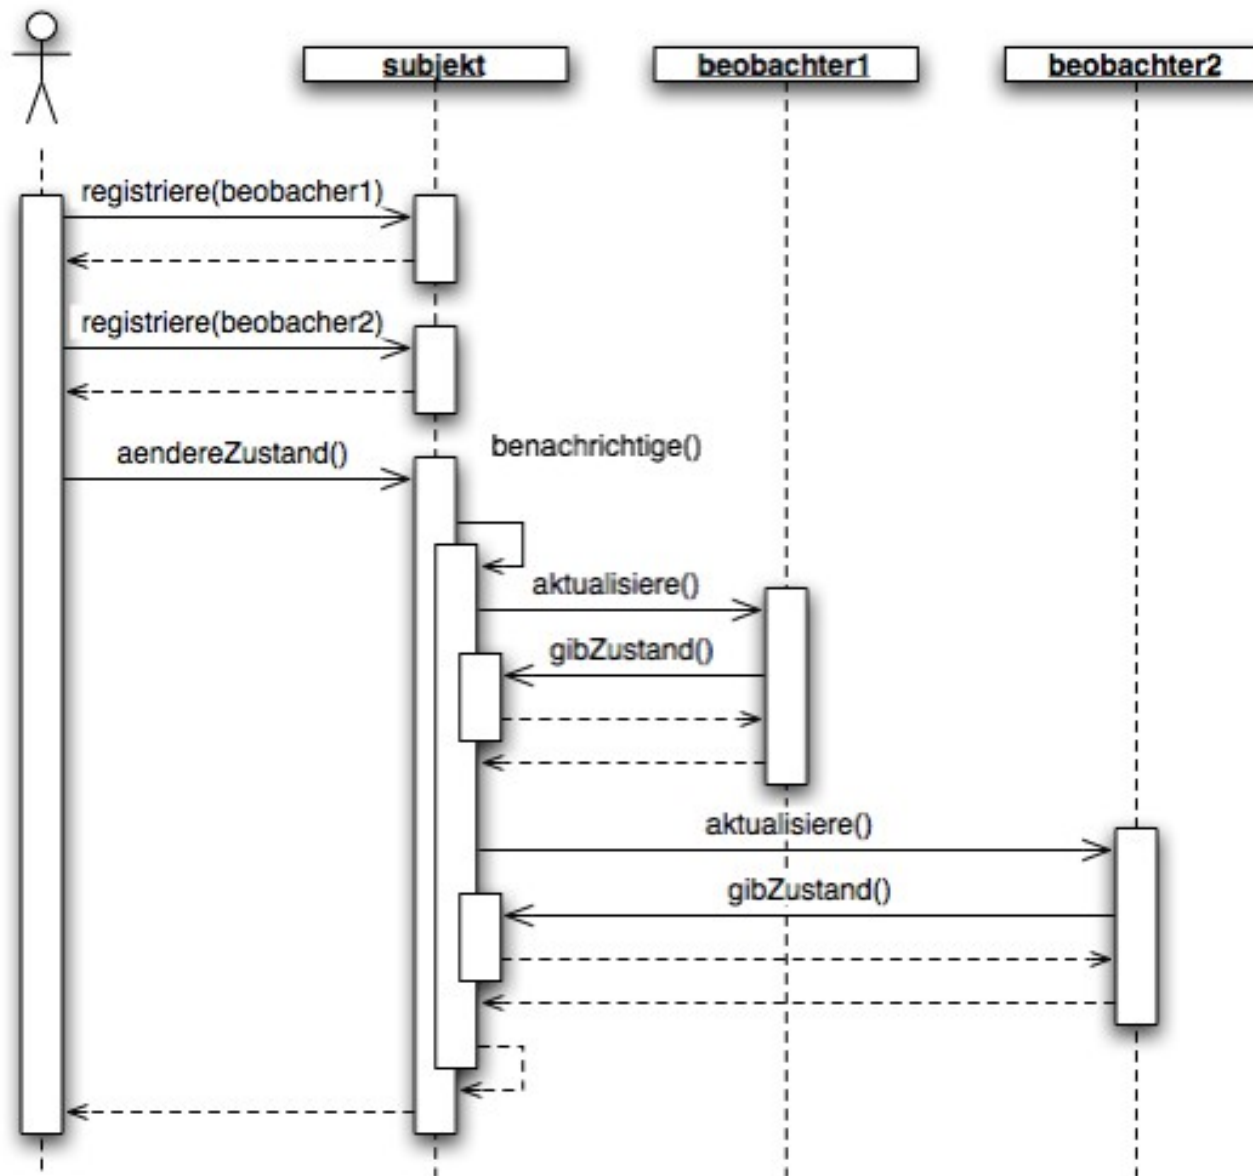 subjekt
beobachter1
beobachter2
registriere(beobacher1)
registriere(beobacher2)
benachrichtige()
aendereZustand()
aktualisiere()
gibZustand()
aktualisiere()
gibZustand()